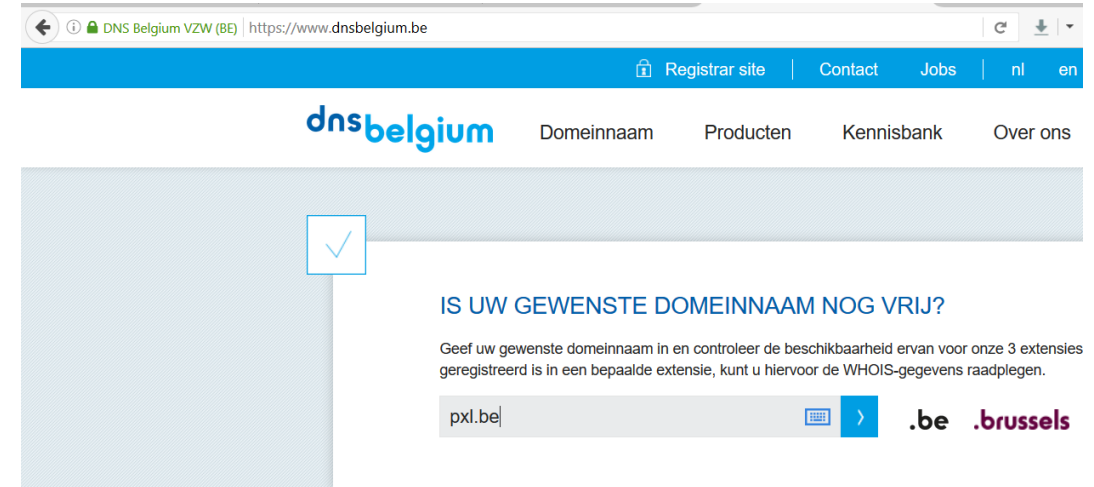 DNS Belgium VZW (BE) https://www.dnsbelgium.be
Registrar site Contact Jobs nl en
dnsbelgium Domeinnaam Producten Kennisbank Over ons
IS UW GEWENSTE DOMEINNAAM NOG VRIJ?
Geef uw gewenste domeinnaam in en controleer de beschikbaarheid ervan voor onze 3 extensies
geregistreerd is in een bepaalde extensie, kunt u hiervoor de WHOIS-gegevens raadplegen.
pxl.be .be .brussels